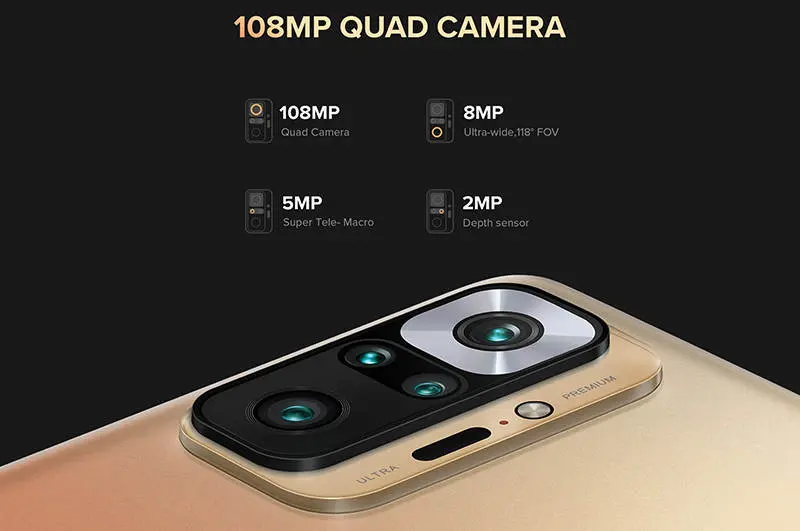 108MP QUAD CAMERA
108MP
Quad Camera
8MP
Ultra-wide,118° FOV
5MP
Super Tele- Macro
2MP
Depth sensor
PREMIUM
ULTRA